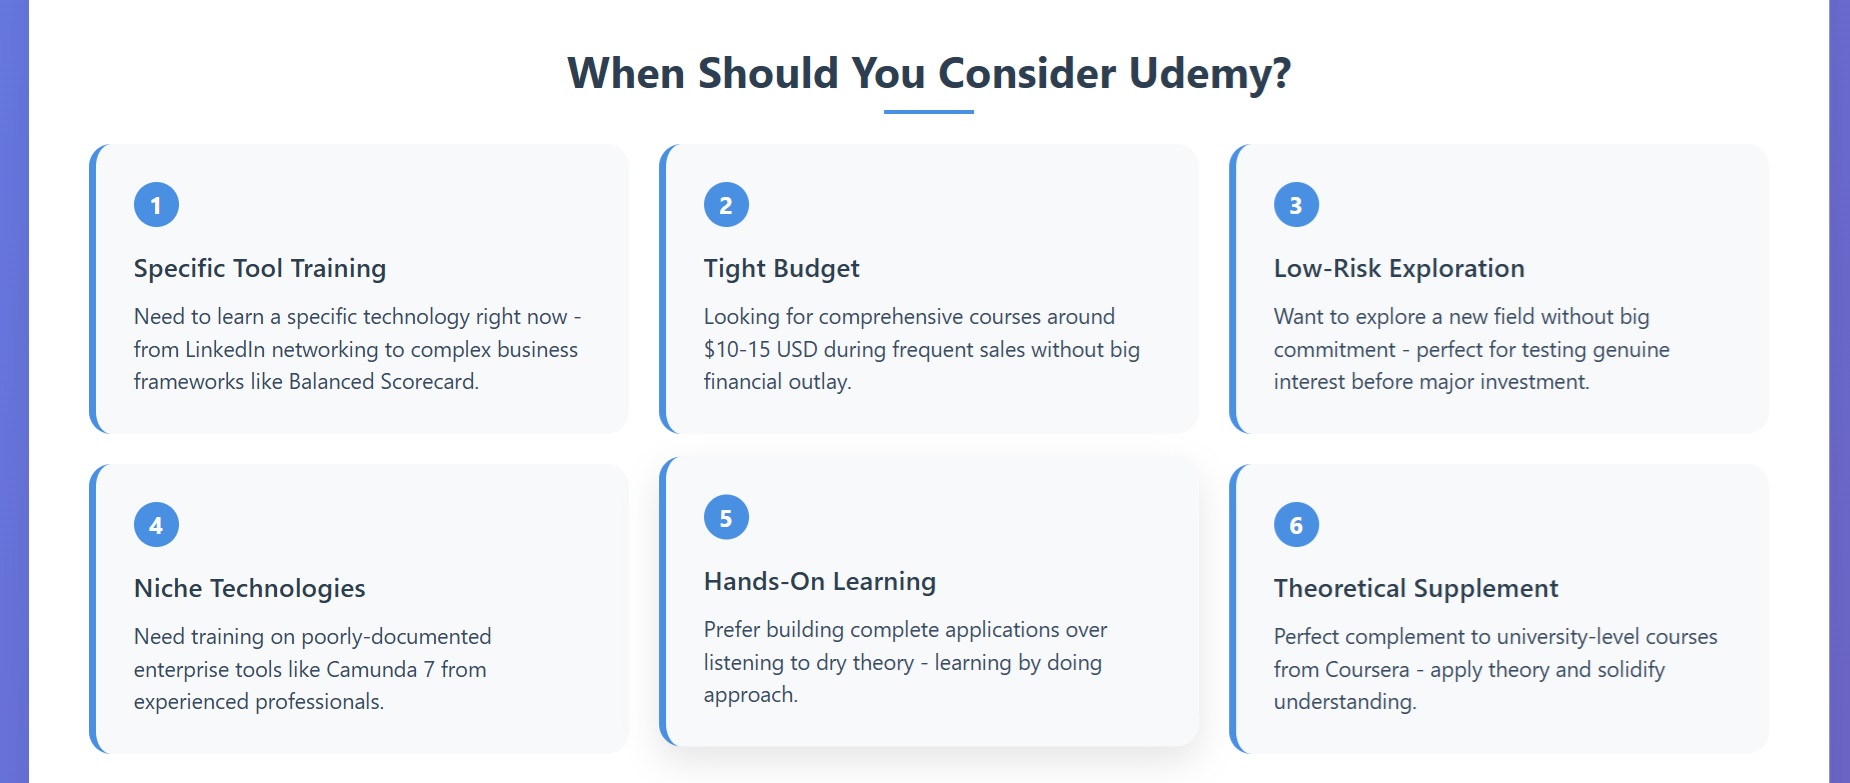 When Should You Consider Udemy?
1
Specific Tool Training
Need to learn a specific technology right now -
from LinkedIn networking to complex business
frameworks like Balanced Scorecard.
2
Tight Budget
Looking for comprehensive courses around
$10-15 USD during frequent sales without big
financial outlay.
3
Low-Risk Exploration
Want to explore a new field without big
commitment - perfect for testing genuine
interest before major investment.
4
Niche Technologies
Need training on poorly-documented
enterprise tools like Camunda 7 from
experienced professionals.
5
Hands-On Learning
Prefer building complete applications over
listening to dry theory - learning by doing
approach.
6
Theoretical Supplement
Perfect complement to university-level courses
from Coursera - apply theory and solidify
understanding.